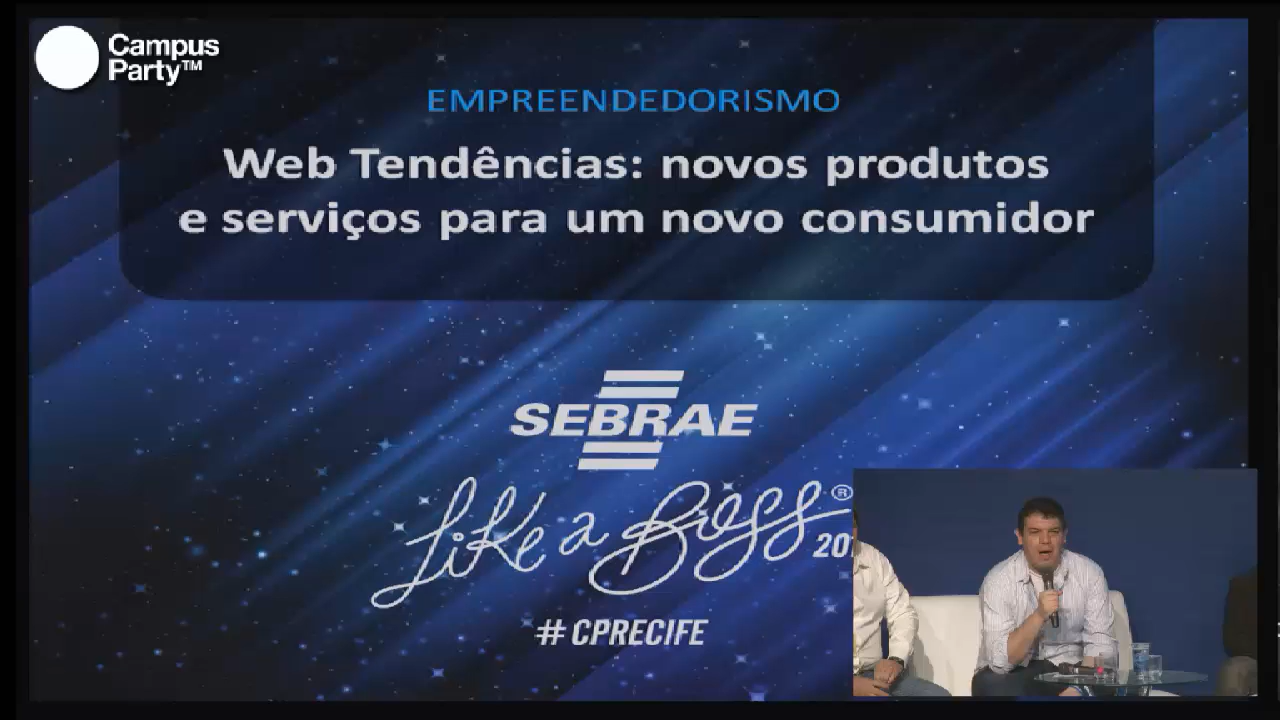 Campus
Party™
EMPREENDEDORISMO
Web Tendências: novos produtos
e serviços para um novo consumidor
SEBRAE
Like a Boss®
#CPRECIFE